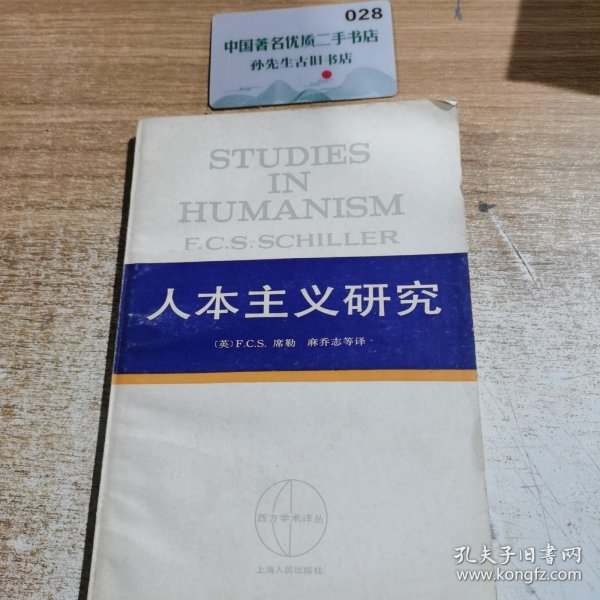 028
中国著名优质二手书店
孙先生古旧书店
STUDIES
IN
HUMANISM
F.C.S. SCHILLER
人本主义研究
〔英〕F.C.S. 席勒 麻乔志等译
西方学术译丛
上海人民出版社
孔夫子旧书网
www.kongfz.com